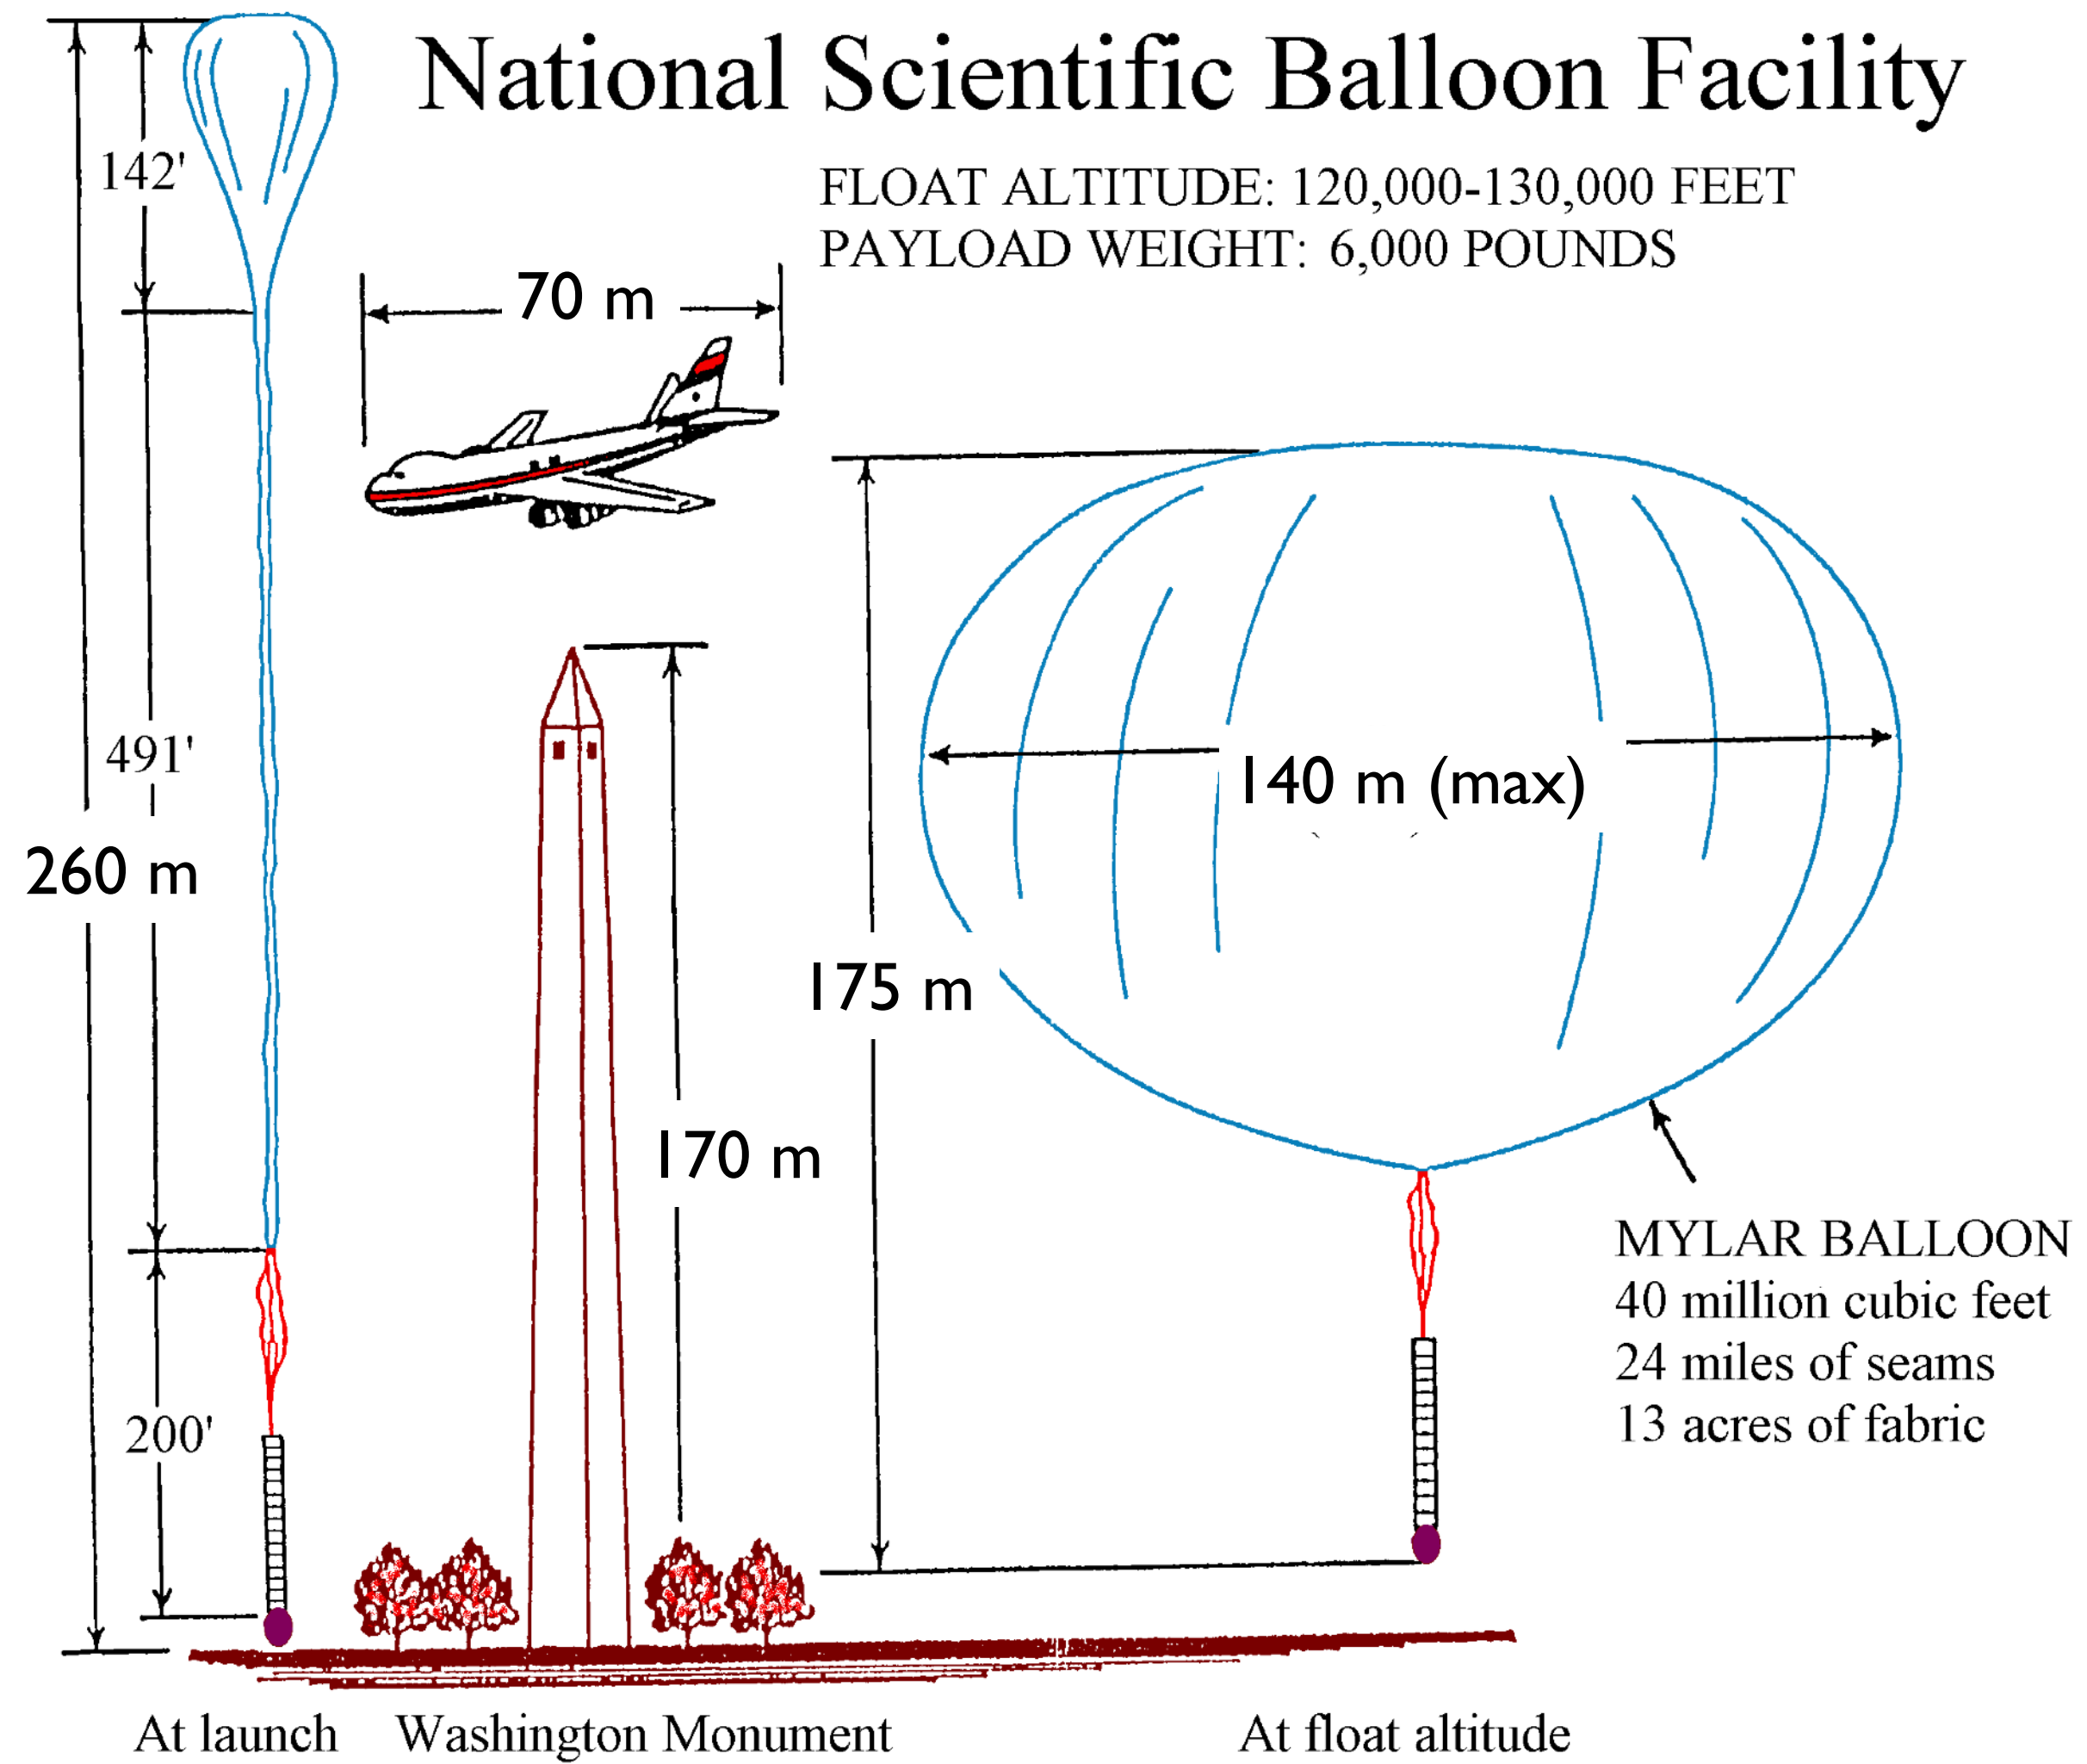 National Scientific Balloon Facility
FLOAT ALTITUDE: 120,000-130,000 FEET
PAYLOAD WEIGHT: 6,000 POUNDS
142'
70 m
491'
260 m
140 m (max)
175 m
170 m
200'
MYLAR BALLOON
40 million cubic feet
24 miles of seams
13 acres of fabric
At launch
Washington Monument
At float altitude